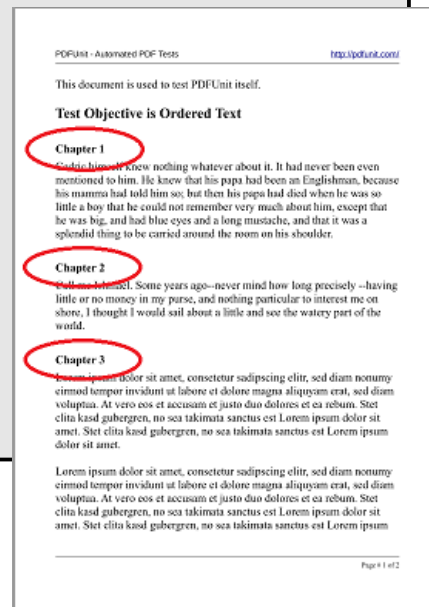 PDFUnit - Automated PDF Tests http://pdfunit.com/
This document is used to test PDFUnit itself.
Test Objective is Ordered Text
Chapter 1
Cedric himself knew nothing whatever about it. It had never been even
mentioned to him. He knew that his papa had been an Englishman, because
his mamma had told him so; but then his papa had died when he was so
little a boy that he could not remember very much about him, except that
he was big, and had blue eyes and a long mustache, and that it was a
splendid thing to be carried around the room on his shoulder.
Chapter 2
Call me Ishmael. Some years ago--never mind how long precisely --having
little or no money in my purse, and nothing particular to interest me on
shore, I thought I would sail about a little and see the watery part of the
world.
Chapter 3
Lorem ipsum dolor sit amet, consetetur sadipscing elitr, sed diam nonumy
eirmod tempor invidunt ut labore et dolore magna aliquyam erat, sed diam
voluptua. At vero eos et accusam et justo duo dolores et ea rebum. Stet
clita kasd gubergren, no sea takimata sanctus est Lorem ipsum dolor sit
amet. Stet clita kasd gubergren, no sea takimata sanctus est Lorem ipsum
dolor sit amet.
Lorem ipsum dolor sit amet, consetetur sadipscing elitr, sed diam nonumy
eirmod tempor invidunt ut labore et dolore magna aliquyam erat, sed diam
voluptua. At vero eos et accusam et justo duo dolores et ea rebum. Stet
clita kasd gubergren, no sea takimata sanctus est Lorem ipsum dolor sit
amet. Stet clita kasd gubergren, no sea takimata sanctus est Lorem ipsum
Page # 1 of 2